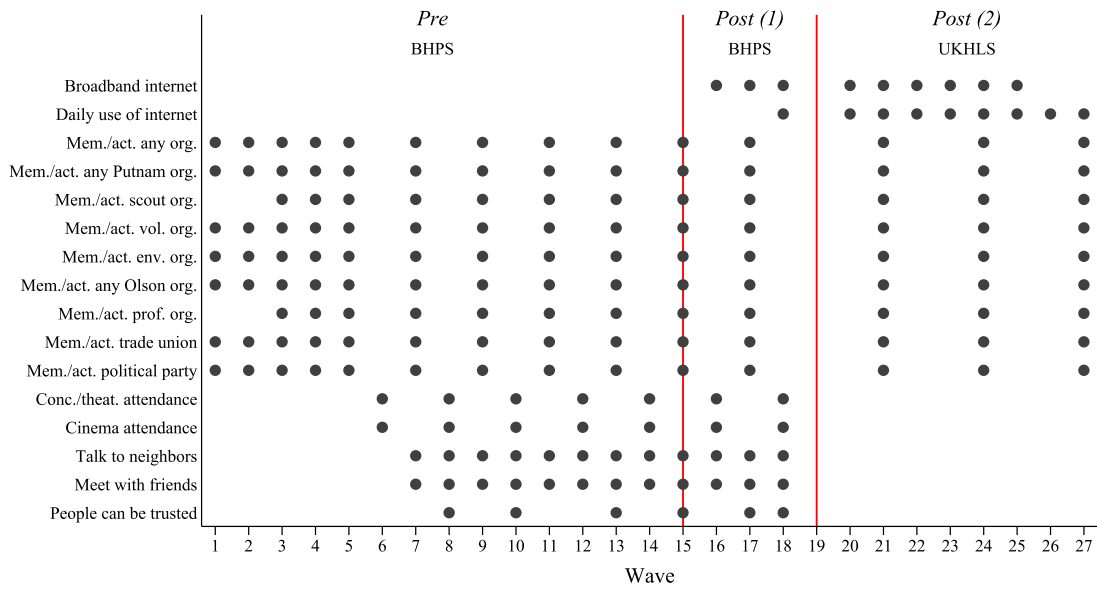 Pre Post (1) Post (2)
BHPS BHPS UKHLS
Broadband internet
Daily use of internet
Mem./act. any org.
Mem./act. any Putnam org.
Mem./act. scout org.
Mem./act. vol. org.
Mem./act. env. org.
Mem./act. any Olson org.
Mem./act. prof. org.
Mem./act. trade union
Mem./act. political party
Conc./theat. attendance
Cinema attendance
Talk to neighbors
Meet with friends
People can be trusted
1 2 3 4 5 6 7 8 9 10 11 12 13 14 15 16 17 18 19 20 21 22 23 24 25 26 27
Wave